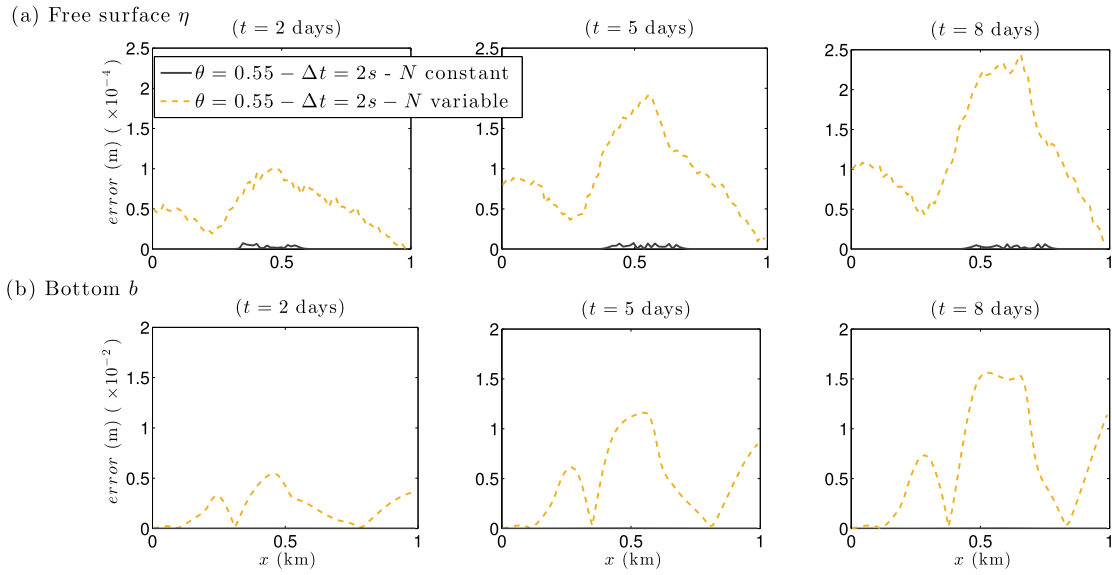 (a) Free surface η
(t = 2 days)
(t = 5 days)
(t = 8 days)
error (m) ( ×10⁻⁴)
2.5
2
1.5
1
0.5
0
θ = 0.55 − Δt = 2s - N constant
θ = 0.55 − Δt = 2s − N variable
0 0.5 1
2.5
2
1.5
1
0.5
0
0 0.5 1
2.5
2
1.5
1
0.5
0
0 0.5 1
(b) Bottom b
(t = 2 days)
(t = 5 days)
(t = 8 days)
error (m) ( ×10⁻²)
2
1.5
1
0.5
0
0 0.5 1
x (km)
2
1.5
1
0.5
0
0 0.5 1
x (km)
2
1.5
1
0.5
0
0 0.5 1
x (km)